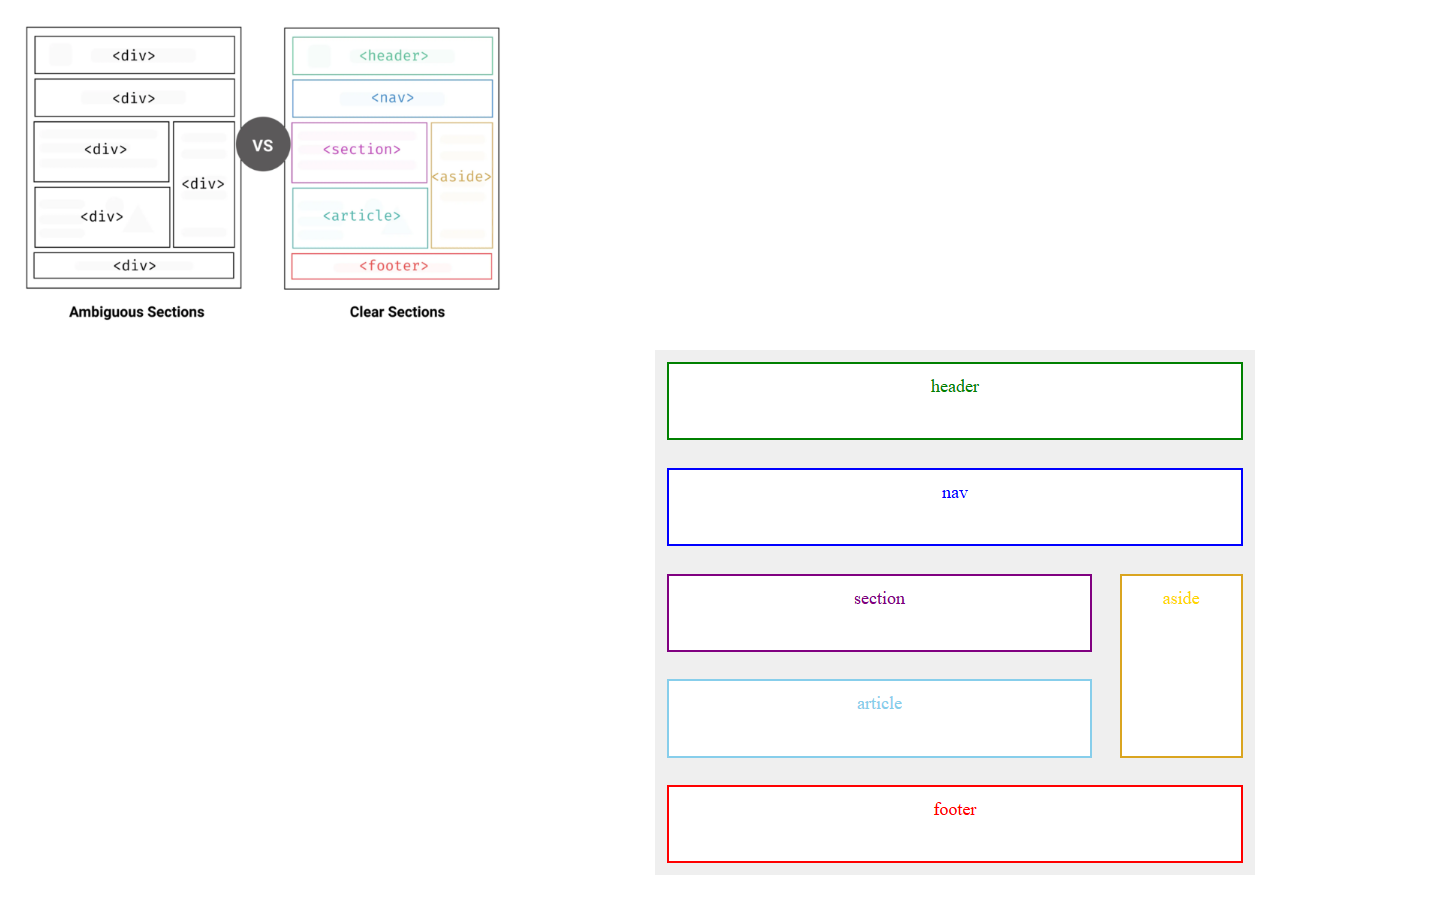 <div>
<div>
<div>
<div>
<div>
<div>
VS
<header>
<nav>
<section>
<aside>
<article>
<footer>
Ambiguous Sections
Clear Sections
header
nav
section
aside
article
footer